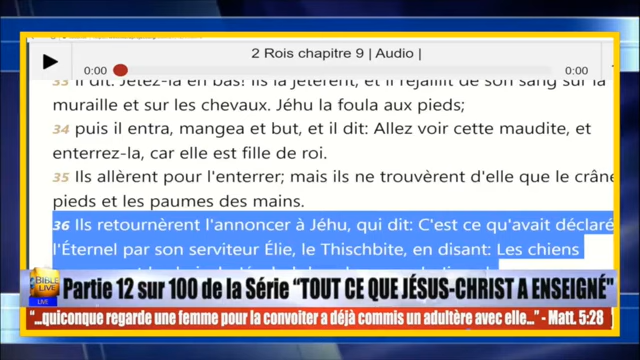 2 Rois chapitre 9 | Audio |
0:00
0:00
33 Il dit: Jetez-la en bas! Ils la jetèrent, et il rejaillit de son sang sur la
muraille et sur les chevaux. Jéhu la foula aux pieds;
34 puis il entra, mangea et but, et il dit: Allez voir cette maudite, et
enterrez-la, car elle est fille de roi.
35 Ils allèrent pour l'enterrer; mais ils ne trouvèrent d'elle que le crâne
pieds et les paumes des mains.
36 Ils retournèrent l'annoncer à Jéhu, qui dit: C'est ce qu'avait déclaré
l'Éternel par son serviteur Élie, le Thischbite, en disant: Les chiens
BIBLE
LIVE
LIVE
Partie 12 sur 100 de la Série “TOUT CE QUE JÉSUS-CHRIST A ENSEIGNÉ"
“...quiconque regarde une femme pour la convoiter a déjà commis un adultère avec elle...” - Matt. 5:28